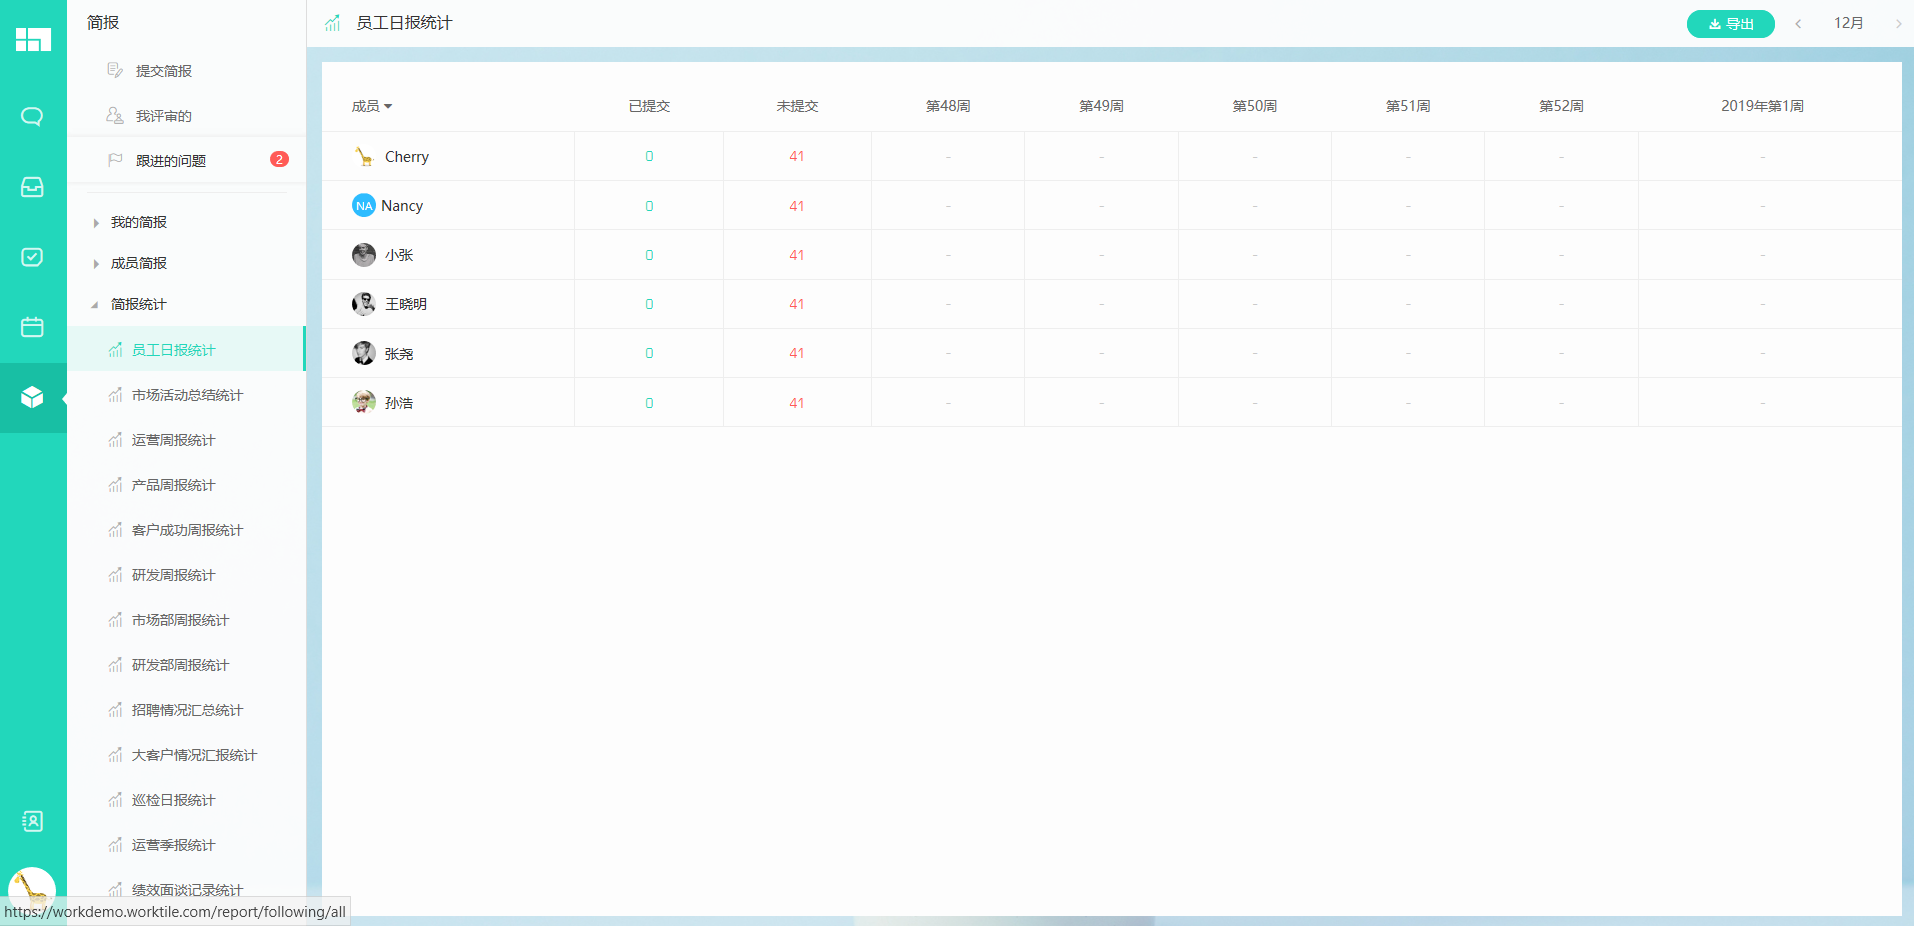 简报
提交简报
我评审的
跟进的问题 2
我的简报
成员简报
简报统计
员工日报统计
市场活动总结统计
运营周报统计
产品周报统计
客户成功周报统计
研发周报统计
市场部周报统计
研发部周报统计
招聘情况汇总统计
大客户情况汇报统计
巡检日报统计
运营季报统计
绩效面谈记录统计
https://workdemo.worktile.com/report/following/all
员工日报统计
导出 < 12月 >
成员 已提交 未提交 第48周 第49周 第50周 第51周 第52周 2019年第1周
Cherry 0 41 - - - - - -
NA Nancy 0 41 - - - - - -
小张 0 41 - - - - - -
王晓明 0 41 - - - - - -
张尧 0 41 - - - - - -
孙浩 0 41 - - - - - -